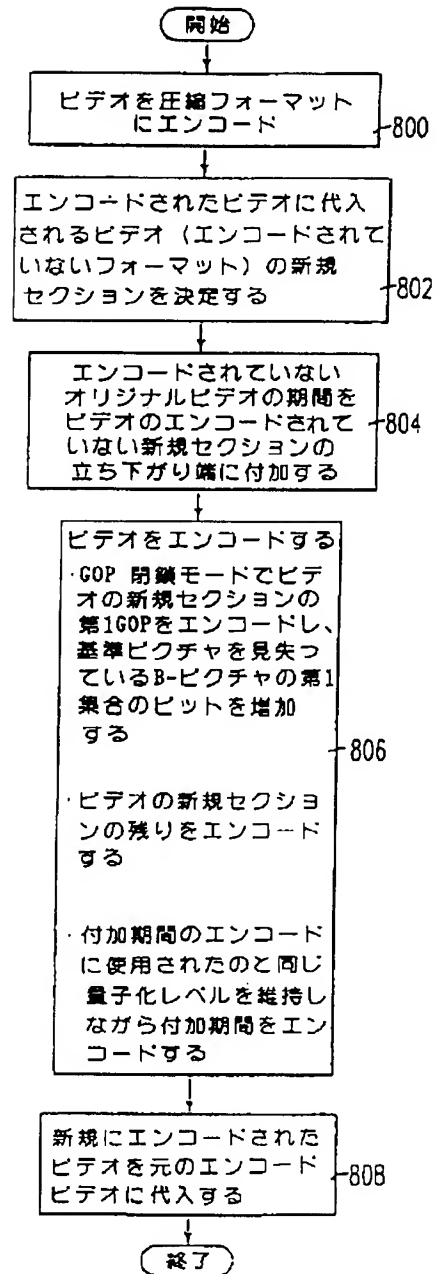 開始
ビデオを圧縮フォーマット
にエンコード
800
エンコードされたビデオに代入
されるビデオ（エンコードされて
いないフォーマット）の新規
セクションを決定する
802
エンコードされていない
オリジナルビデオの期間を
ビデオのエンコードされて
いない新規セクションの
立ち下がり端に付加する
804
ビデオをエンコードする
・GOP 閉鎖モードでビデ
オの新規セクションの
第1GOPをエンコードし、
基準ピクチャを見失っ
ているB-ピクチャの第1
集合のビットを増加
する
806
・ビデオの新規セクショ
ンの残りをエンコード
する
・付加期間のエンコード
に使用されたのと同じ
量子化レベルを維持し
ながら付加期間をエン
コードする
新規にエンコードされた
ビデオを元のエンコード
ビデオに代入する
808
終了